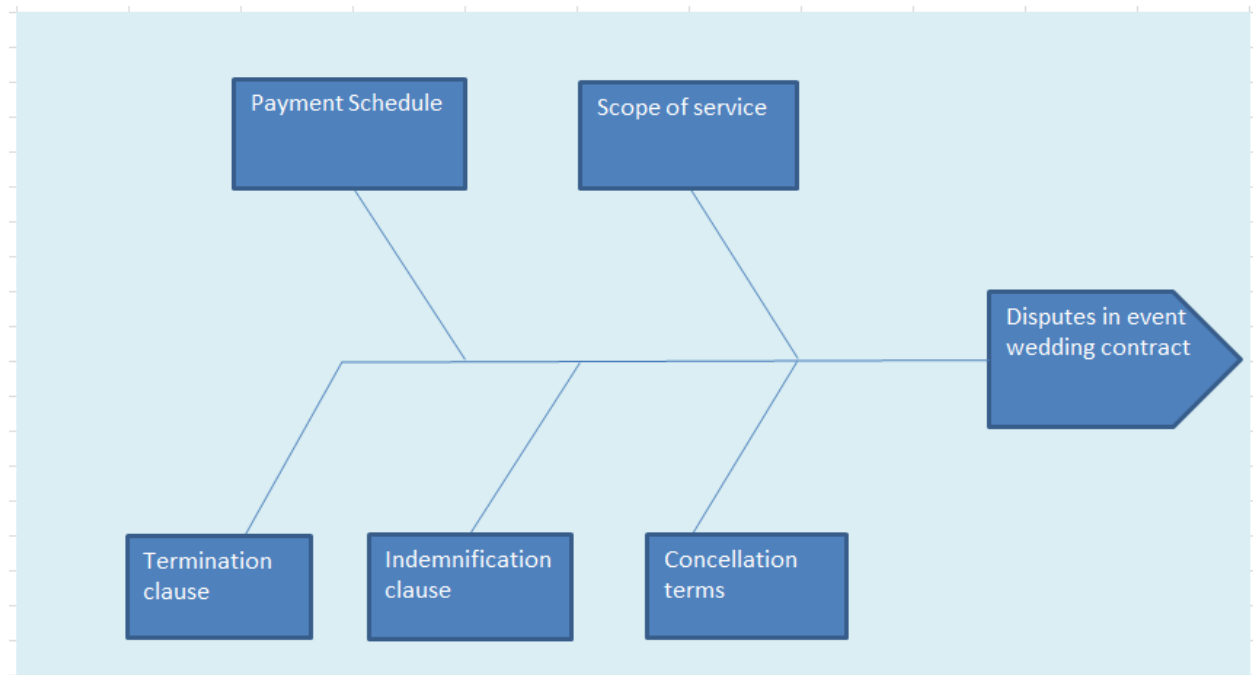 Payment Schedule
Scope of service
Disputes in event
wedding contract
Termination
clause
Indemnification
clause
Concellation
terms